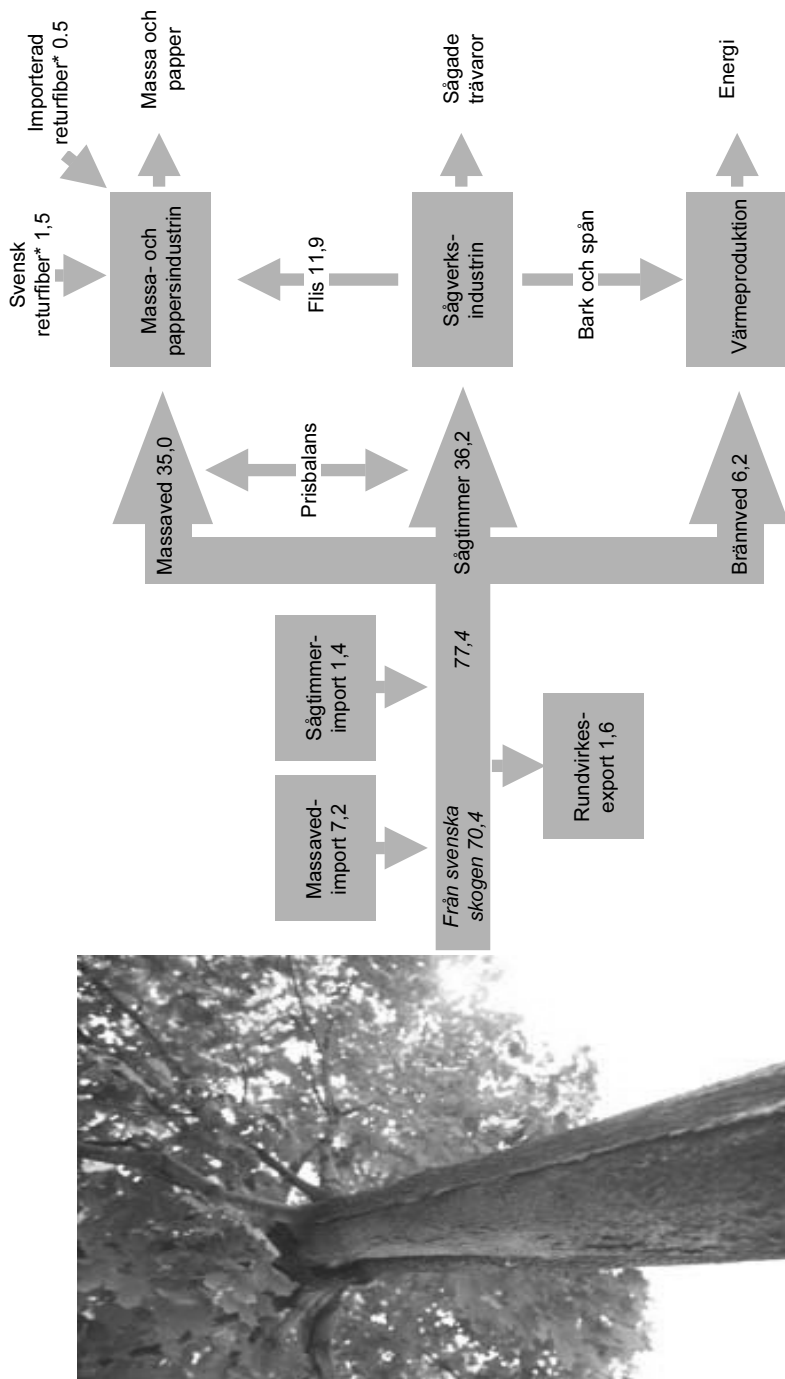 Från svenska
skogen 70,4
Massaved-
import 7,2
Sågtimmer-
import 1,4
77,4
Rundvirkes-
export 1,6
Massaved 35,0
Prisbalans
Sågtimmer 36,2
Brännved 6,2
Svensk
returfiber* 1,5
Importerad
returfiber* 0.5
Massa- och
pappersindustrin
Massa och
papper
Flis 11,9
Sågverks-
industrin
Sågade
trävaror
Bark och spån
Värmeproduktion
Energi